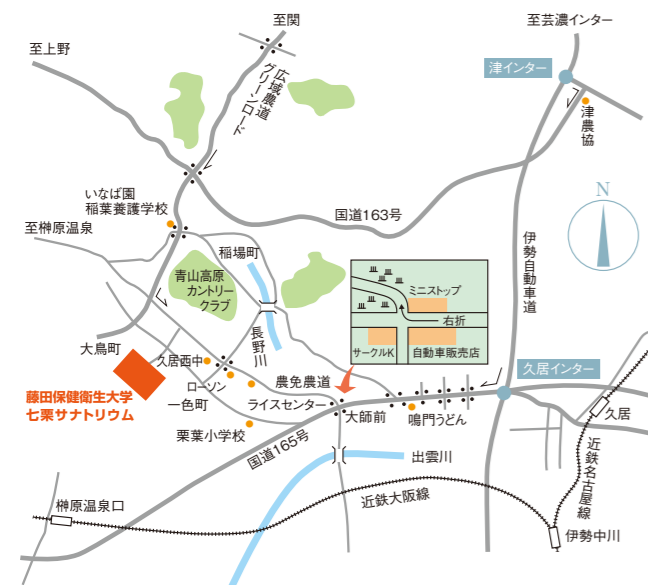 至関
至芸濃インター
至上野
津インター
広域農道
グリーンロード
津農協
いなば園
稲葉養護学校
国道163号
N
至榊原温泉
稲場町
伊勢自動車道
青山高原
カントリー
クラブ
ミニストップ
右折
サークルK
自動車販売店
長野川
大鳥町
久居西中
農免農道
久居インター
藤田保健衛生大学
七栗サナトリウム
ローソン
一色町
ライスセンター
大師前
鳴門うどん
久居
栗葉小学校
国道165号
出雲川
近鉄名古屋線
榊原温泉口
近鉄大阪線
伊勢中川